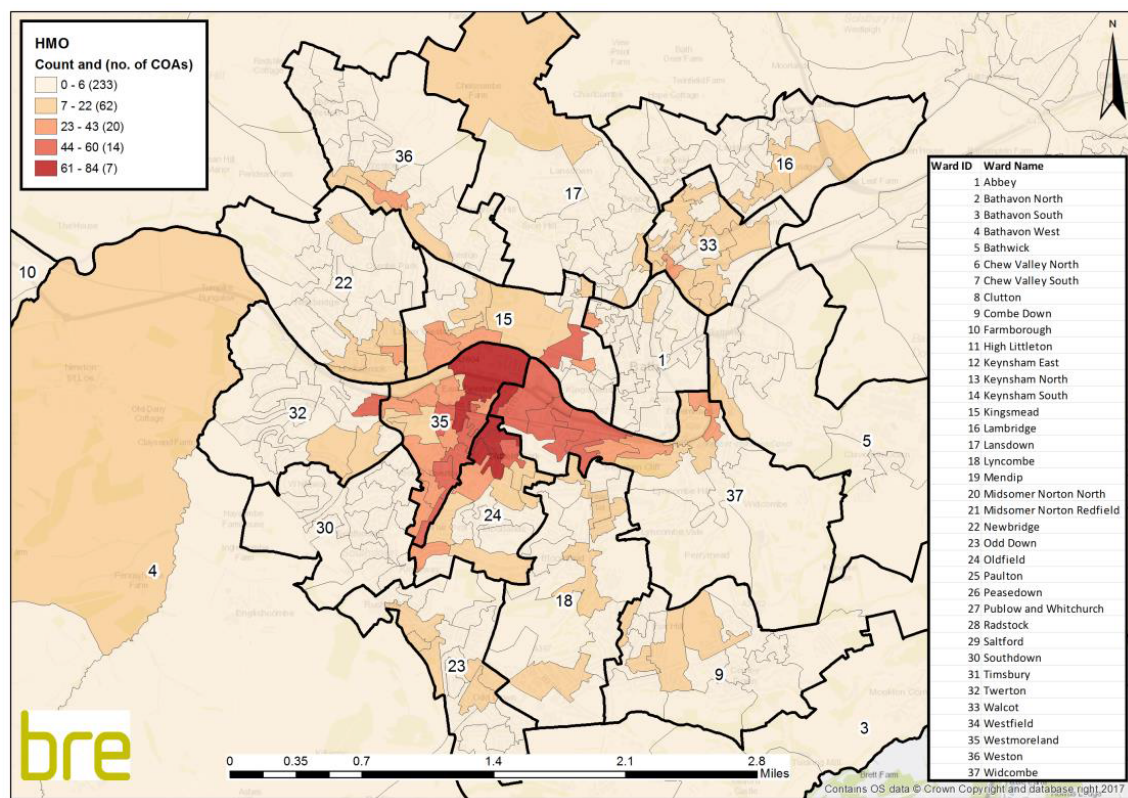 HMO
Count and (no. of COAs)
0 - 6 (233)
7 - 22 (62)
23 - 43 (20)
44 - 60 (14)
61 - 84 (7)
N
36
17
16
33
10
22
15
1
32
35
5
24
37
30
4
18
23
9
3
Ward ID Ward Name
1 Abbey
2 Bathavon North
3 Bathavon South
4 Bathavon West
5 Bathwick
6 Chew Valley North
7 Chew Valley South
8 Clutton
9 Combe Down
10 Farmborough
11 High Littleton
12 Keynsham East
13 Keynsham North
14 Keynsham South
15 Kingsmead
16 Lambridge
17 Lansdown
18 Lyncombe
19 Mendip
20 Midsomer Norton North
21 Midsomer Norton Redfield
22 Newbridge
23 Odd Down
24 Oldfield
25 Paulton
26 Peasedown
27 Publow and Whitchurch
28 Radstock
29 Saltford
30 Southdown
31 Timsbury
32 Twerton
33 Walcot
34 Westfield
35 Westmoreland
36 Weston
37 Widcombe
bre
0 0.35 0.7 1.4 2.1 2.8
Miles
Contains OS data © Crown Copyright and database right 2017